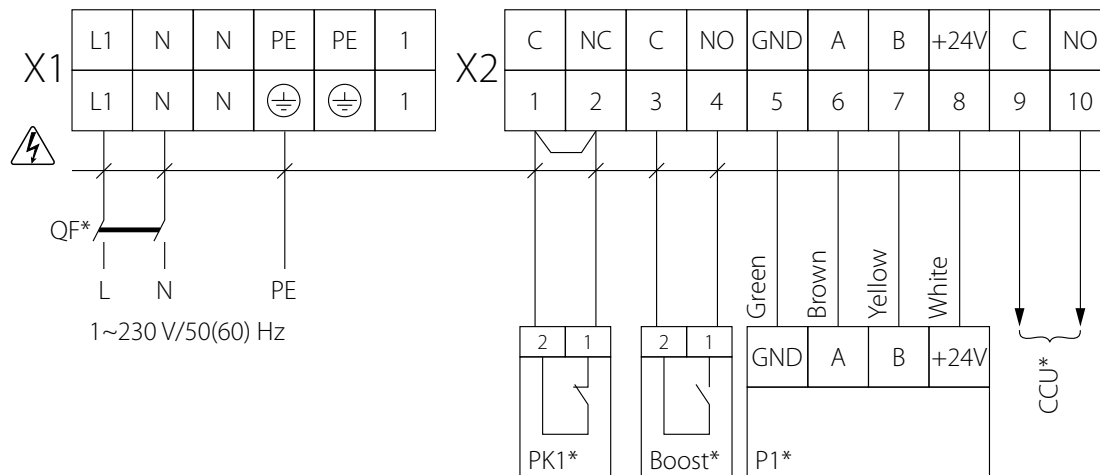 X1
L1 N N PE PE 1
L1 N N 1
X2
C NC C NO GND A B +24V C NO
1 2 3 4 5 6 7 8 9 10
QF*
L N PE
1~230 V/50(60) Hz
Green
Brown
Yellow
White
2 1
PK1*
2 1
Boost*
GND A B +24V
P1*
CCU*